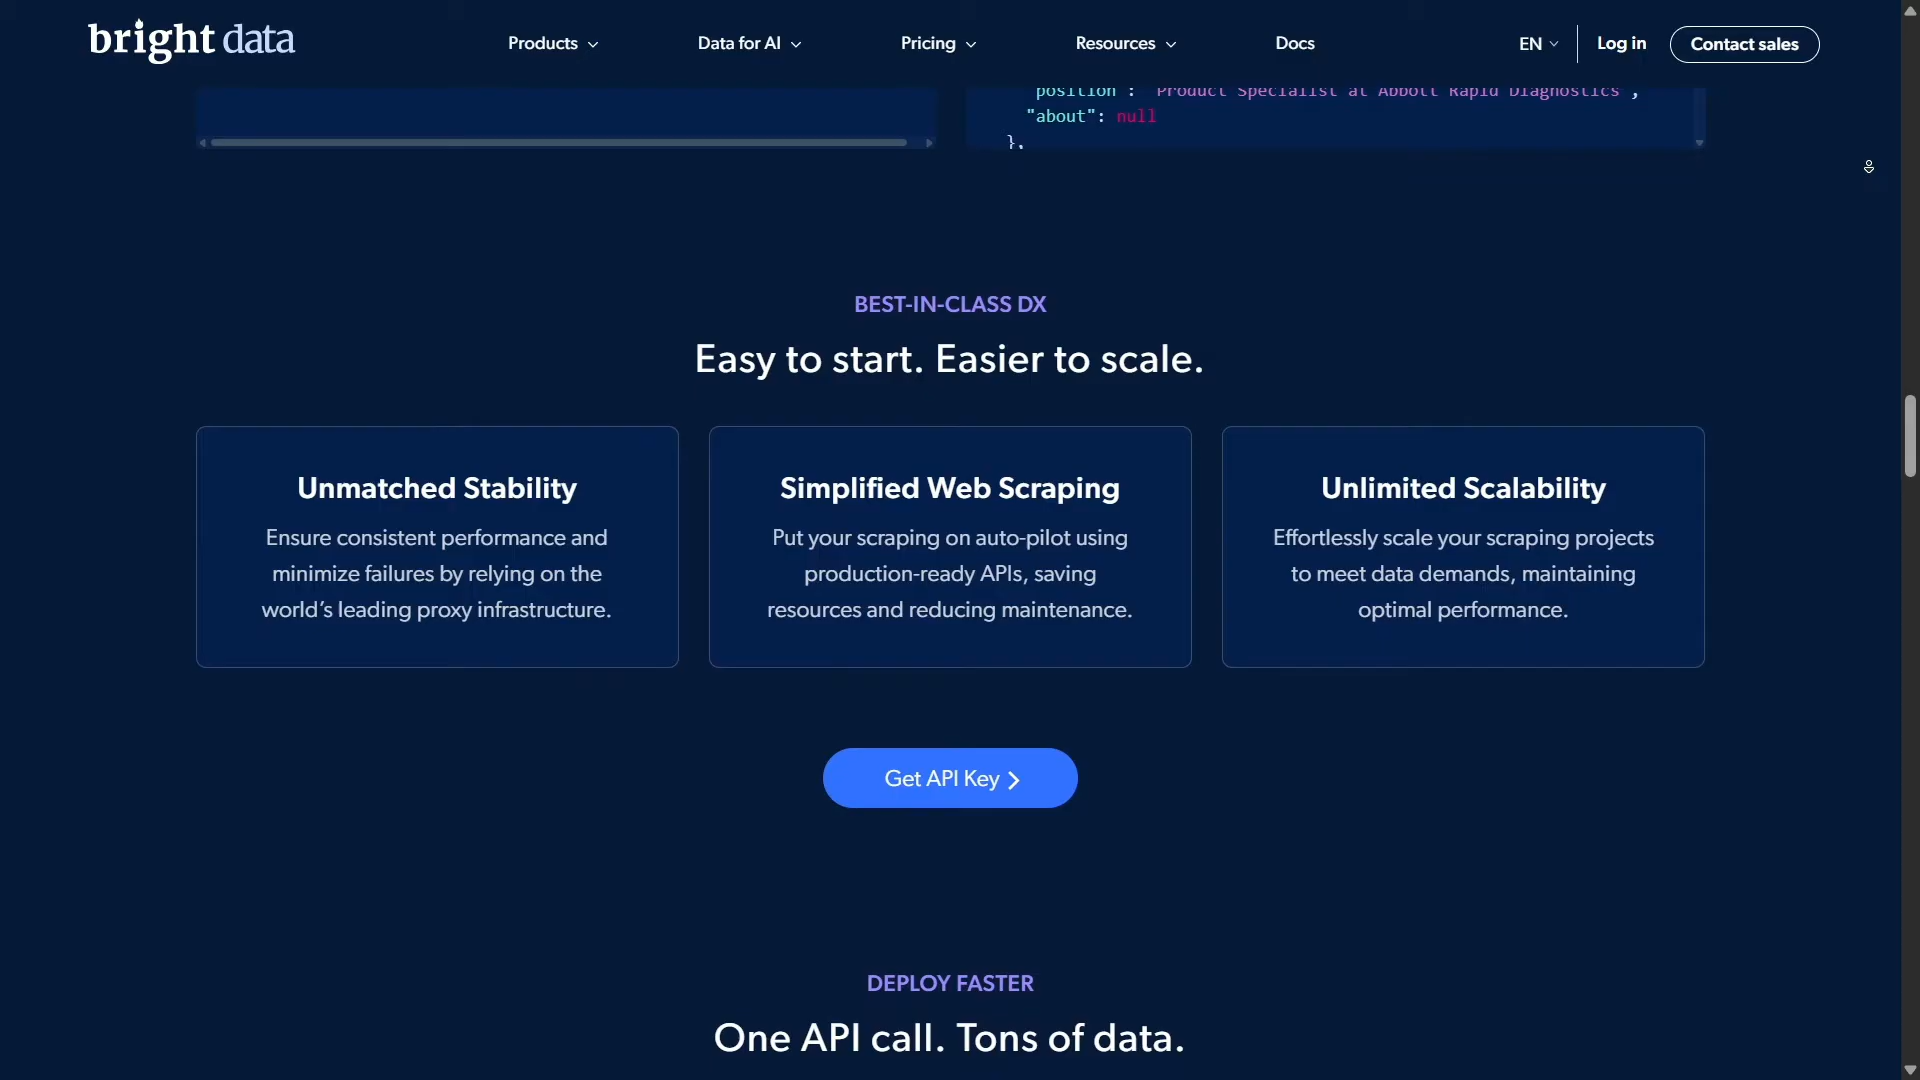 bright data
Products
Data for AI
Pricing
Resources
Docs
EN
Log in
Contact sales
position": "Product Specialist at Abbott Rapid Diagnostics",
"about": null
},
BEST-IN-CLASS DX
Easy to start. Easier to scale.
Unmatched Stability
Ensure consistent performance and
minimize failures by relying on the
world's leading proxy infrastructure.
Simplified Web Scraping
Put your scraping on auto-pilot using
production-ready APIs, saving
resources and reducing maintenance.
Unlimited Scalability
Effortlessly scale your scraping projects
to meet data demands, maintaining
optimal performance.
Get API Key
DEPLOY FASTER
One API call. Tons of data.